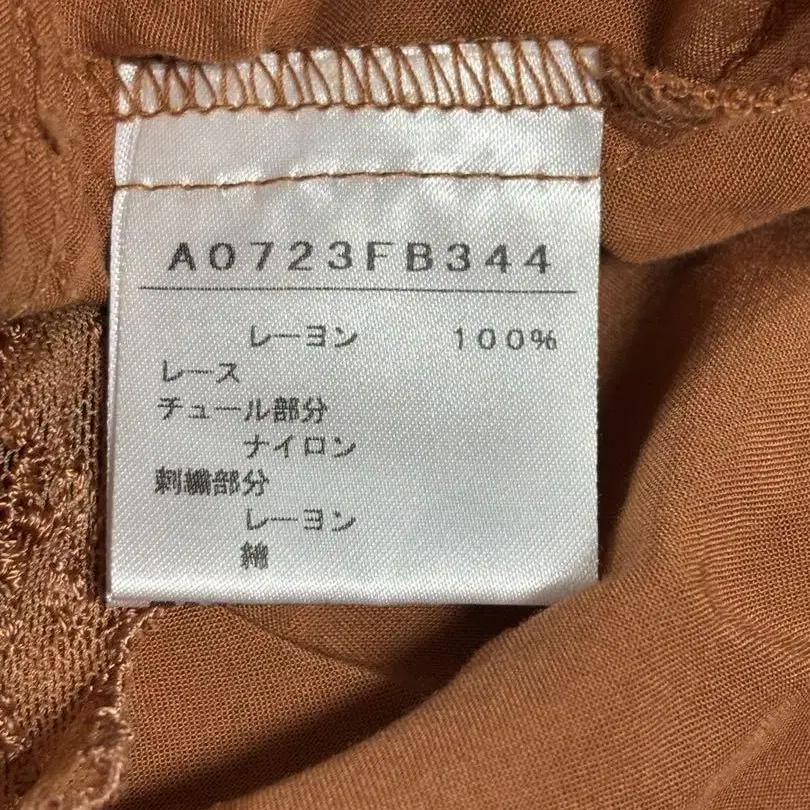 A0723FB344
レーヨン 100%
レース
チュール部分
ナイロン
刺繍部分
レーヨン
綿